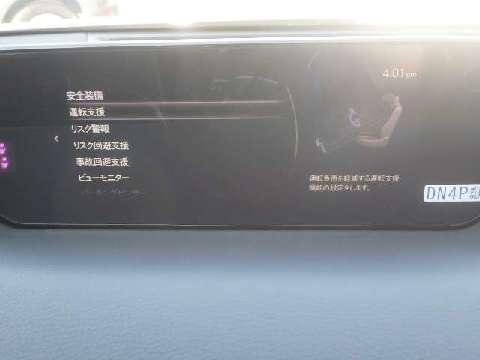 4:01pm
安全装備
運転支援
リスク警報
リスク回避支援
事故回避支援
ビューモニター
運転負荷を軽減する運転支援
機能の設定をします。
DN4P